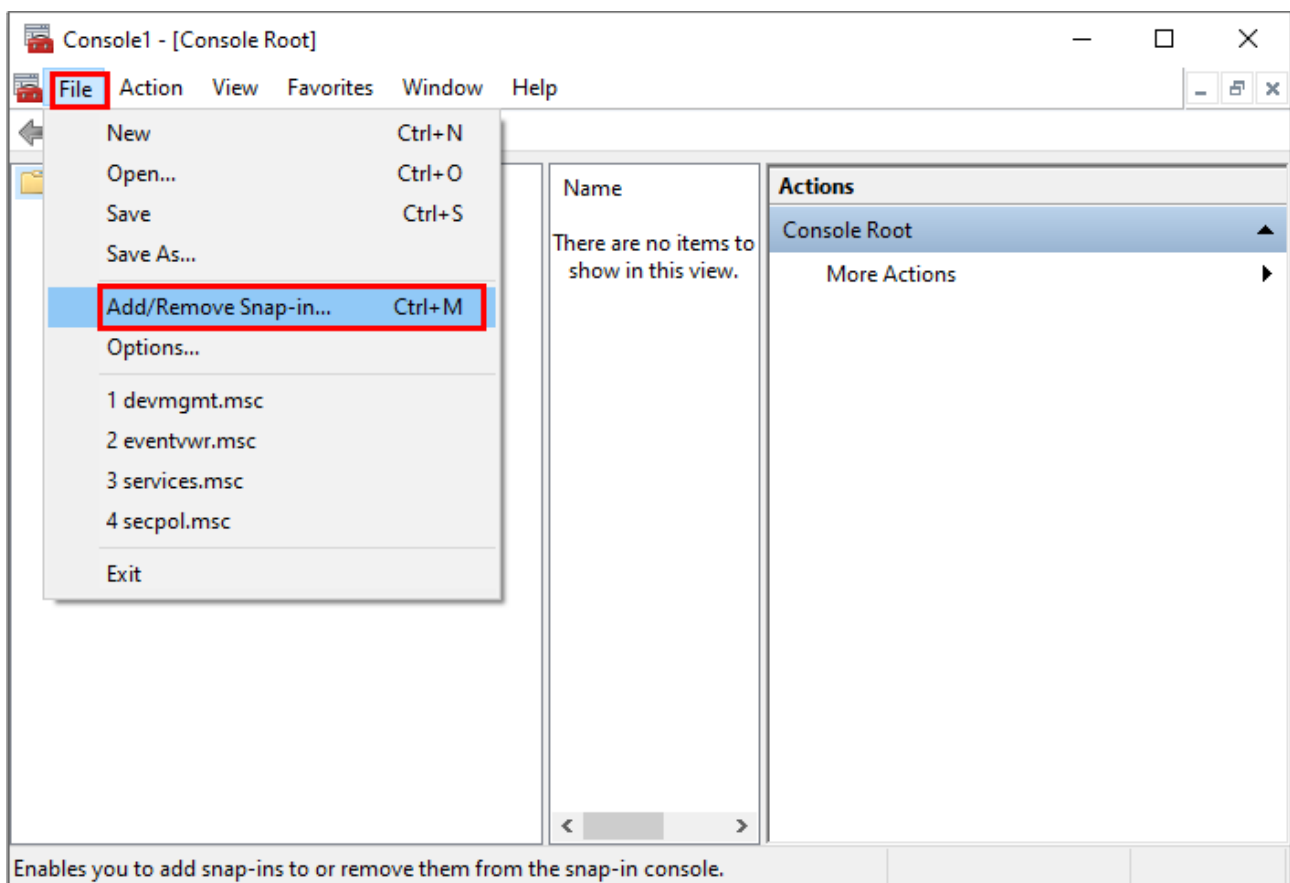 Console1 - [Console Root]
File Action View Favorites Window Help
New Ctrl+N
Open... Ctrl+O
Save Ctrl+S
Save As...
Add/Remove Snap-in... Ctrl+M
Options...
1 devmgmt.msc
2 eventvwr.msc
3 services.msc
4 secpol.msc
Exit
Name
There are no items to
show in this view.
Actions
Console Root
More Actions
Enables you to add snap-ins to or remove them from the snap-in console.